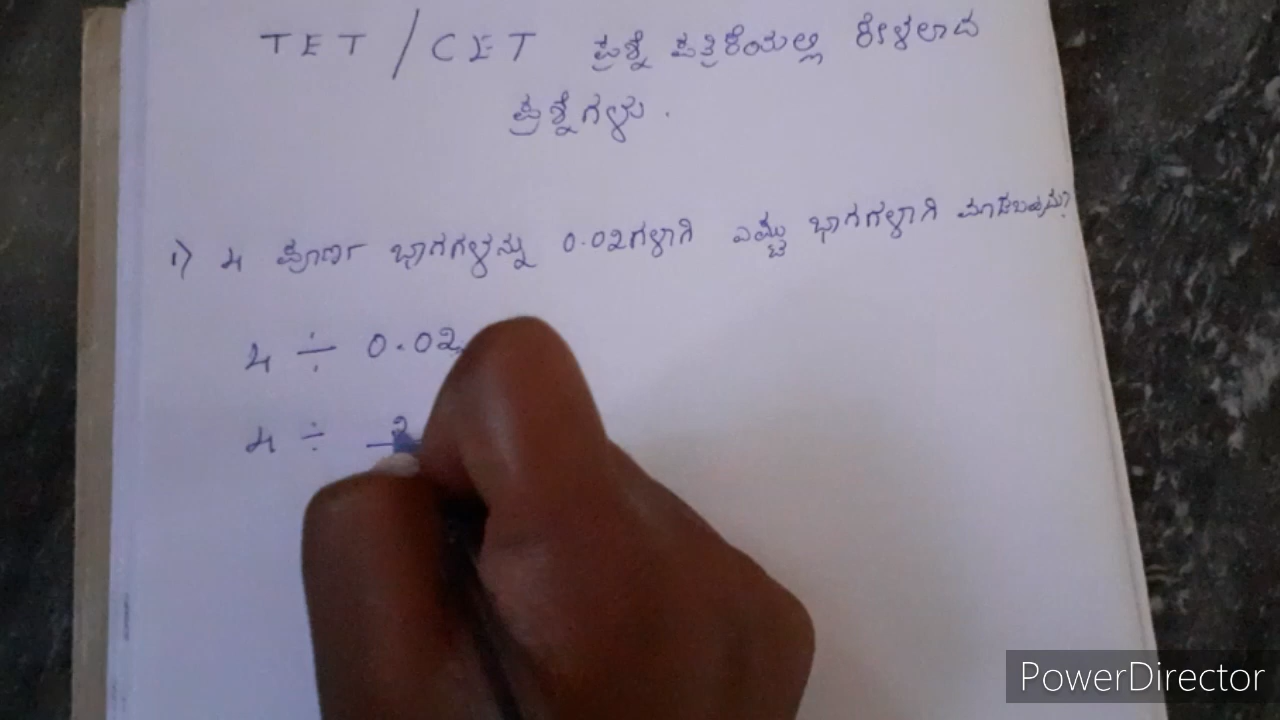 TET / CET ಪ್ರಶ್ನೆ ಪತ್ರಿಕೆಯಲ್ಲಿ ಕೇಳಲಾದ
ಪ್ರಶ್ನೆಗಳು.
1) 4 ಪೂರ್ಣ ಭಾಗಗಳನ್ನು 0.02ಗಳಾಗಿ ಎಷ್ಟು ಭಾಗಗಳಾಗಿ ಮಾಡಬಹುದು?
4 ÷ 0.02
4 ÷ 2
PowerDirector